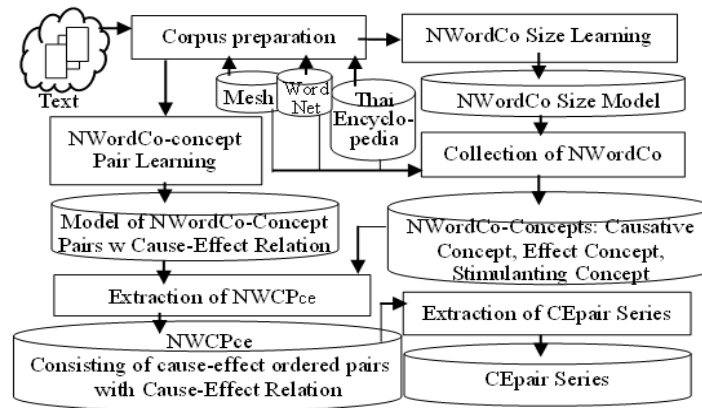 Text
Corpus preparation
NWordCo Size Learning
Mesh
Word
Net
Thai
Encyclo-
pedia
NWordCo Size Model
NWordCo-concept
Pair Learning
Collection of NWordCo
Model of NWordCo-Concept
Pairs w Cause-Effect Relation
NWordCo-Concepts: Causative
Concept, Effect Concept,
Stimulanting Concept
Extraction of NWCPce
Extraction of CEpair Series
NWCPce
Consisting of cause-effect ordered pairs
with Cause-Effect Relation
CEpair Series